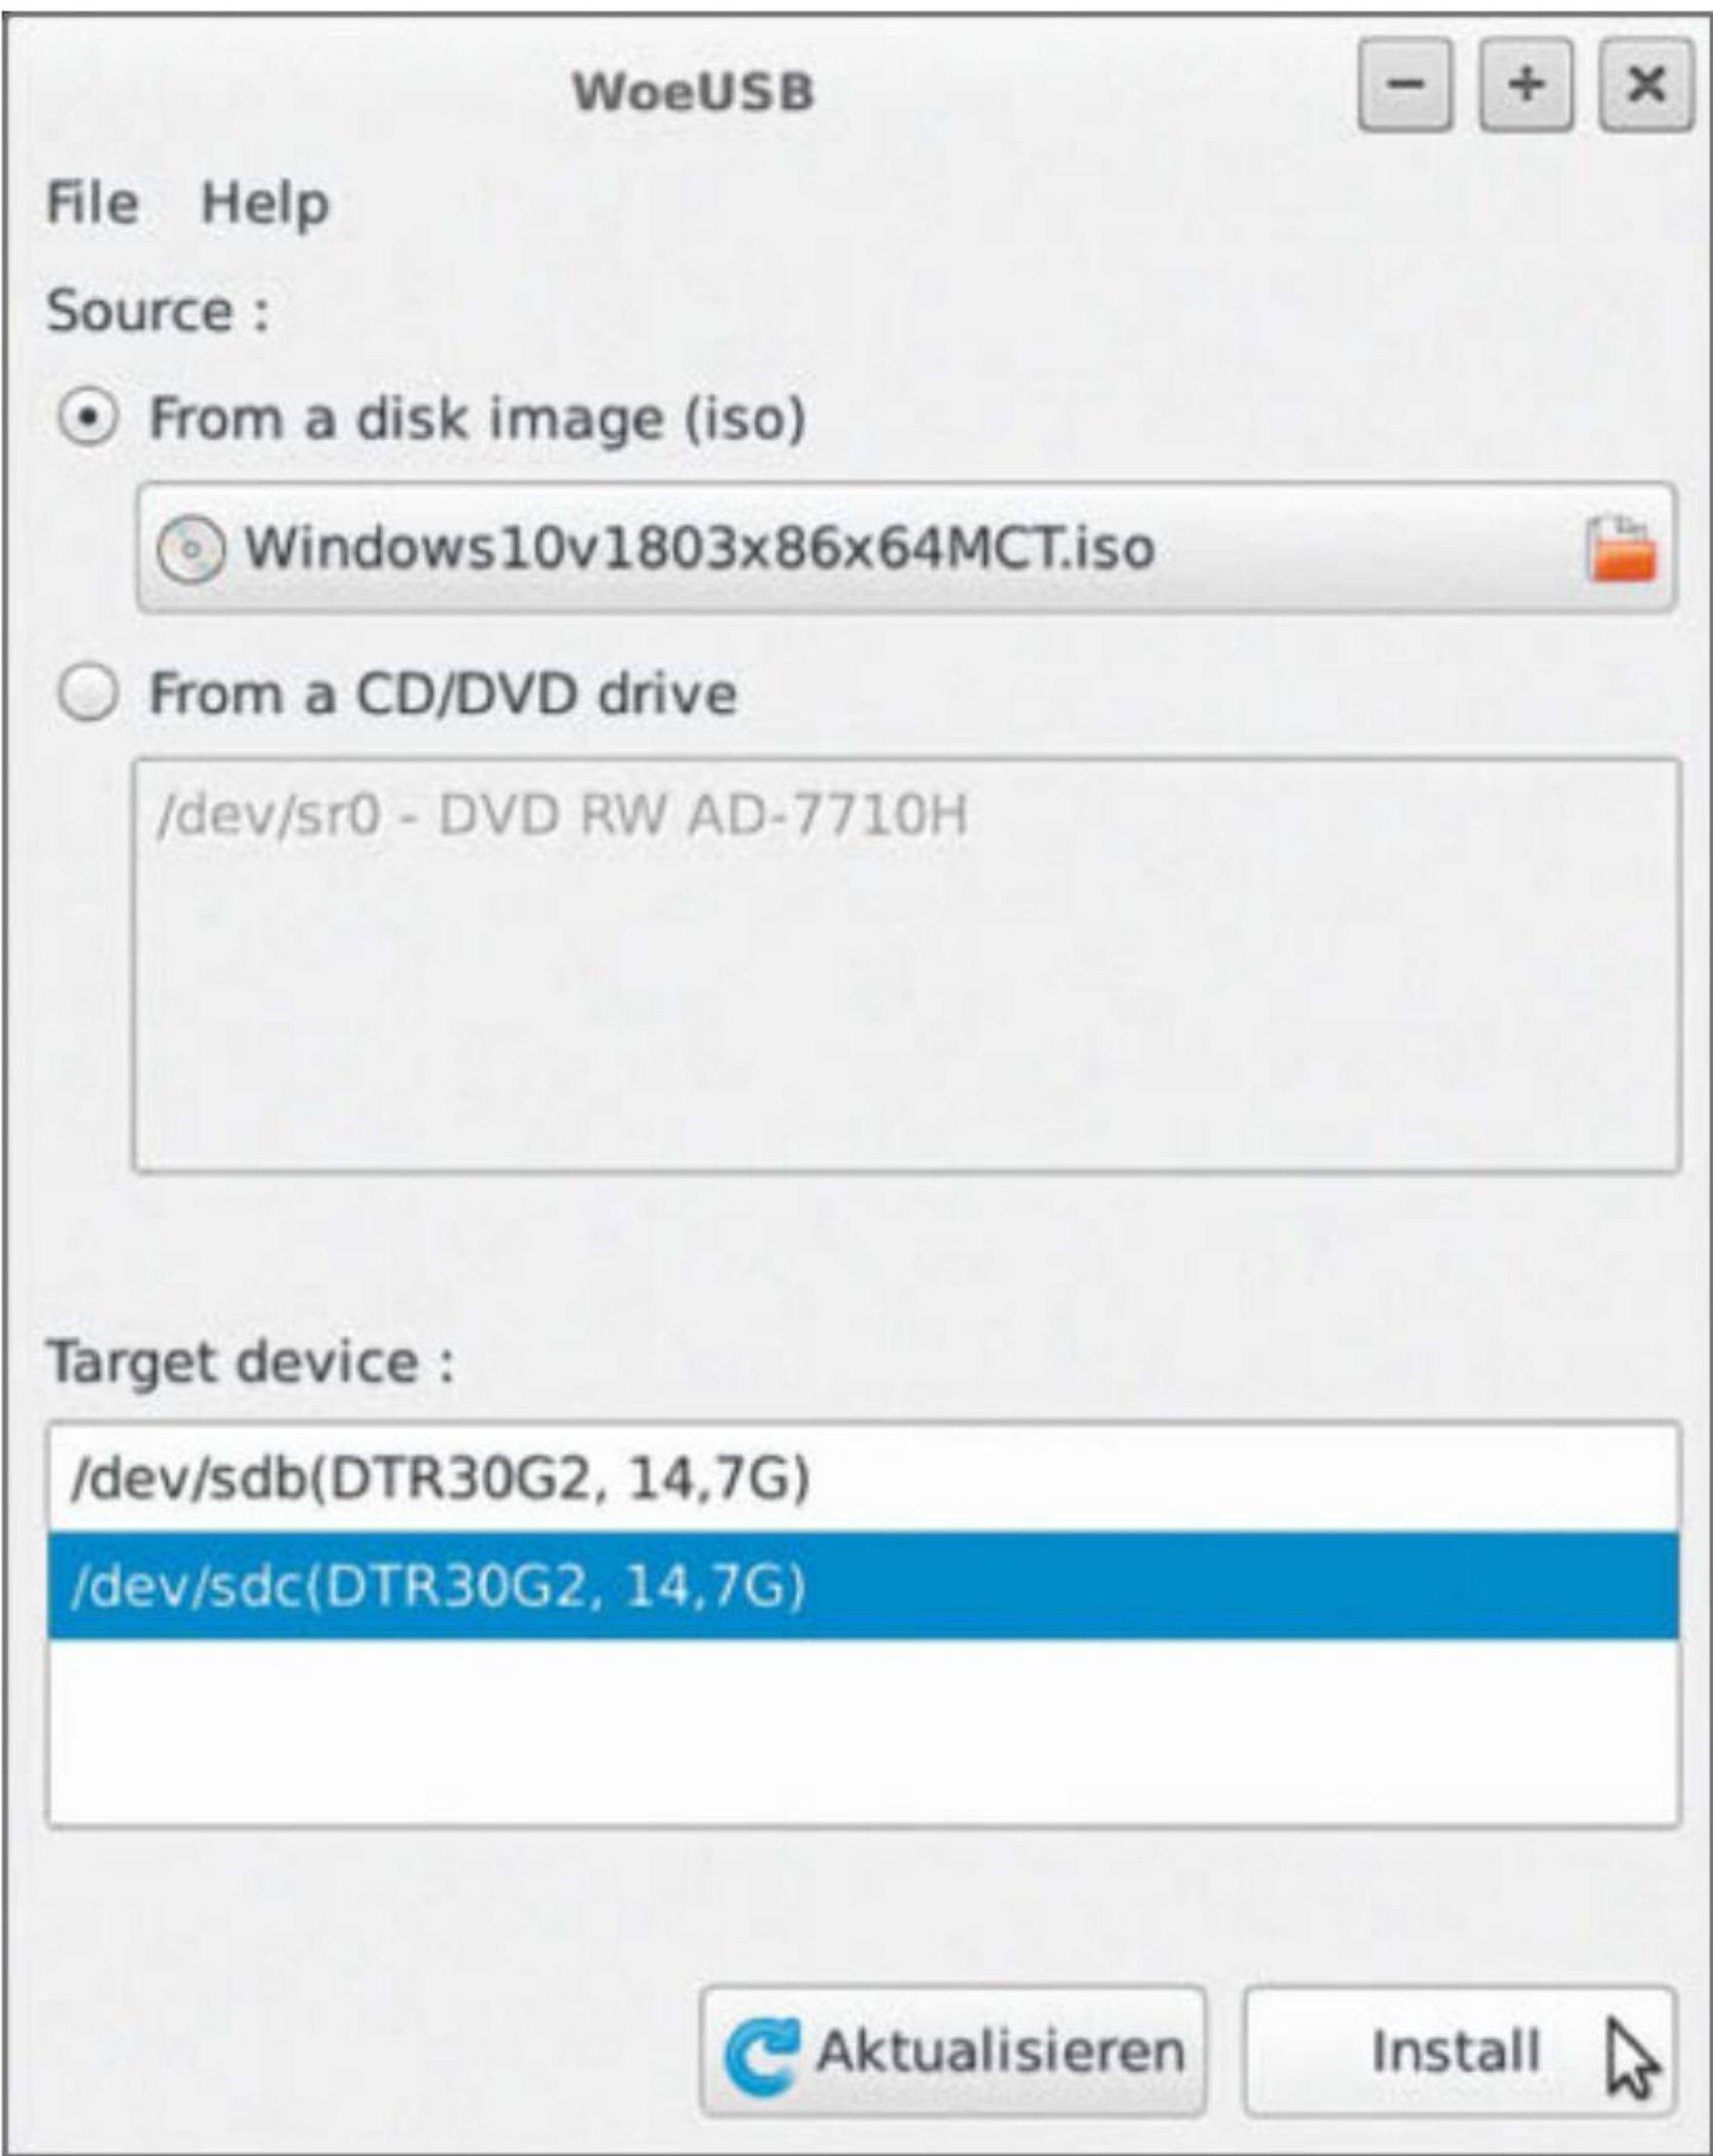 WoeUSB
File Help
Source :
From a disk image (iso)
Windows10v1803x86x64MCT.iso
From a CD/DVD drive
/dev/sr0 - DVD RW AD-7710H
Target device :
/dev/sdb(DTR30G2, 14,7G)
/dev/sdc(DTR30G2, 14,7G)
Aktualisieren Install